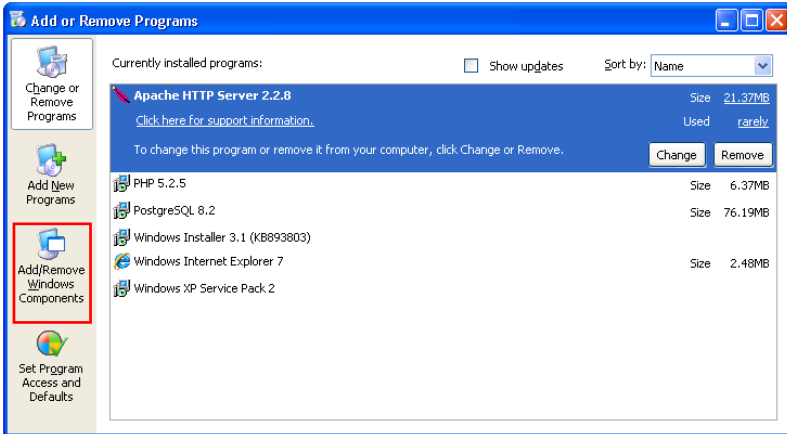 Add or Remove Programs
Change or
Remove
Programs
Add New
Programs
Add/Remove
Windows
Components
Set Program
Access and
Defaults
Currently installed programs:
Show updates
Sort by: Name
Apache HTTP Server 2.2.8 Size 21.37MB
Click here for support information. Used rarely
To change this program or remove it from your computer, click Change or Remove. Change Remove
PHP 5.2.5 Size 6.37MB
PostgreSQL 8.2 Size 76.19MB
Windows Installer 3.1 (KB893803)
Windows Internet Explorer 7 Size 2.48MB
Windows XP Service Pack 2